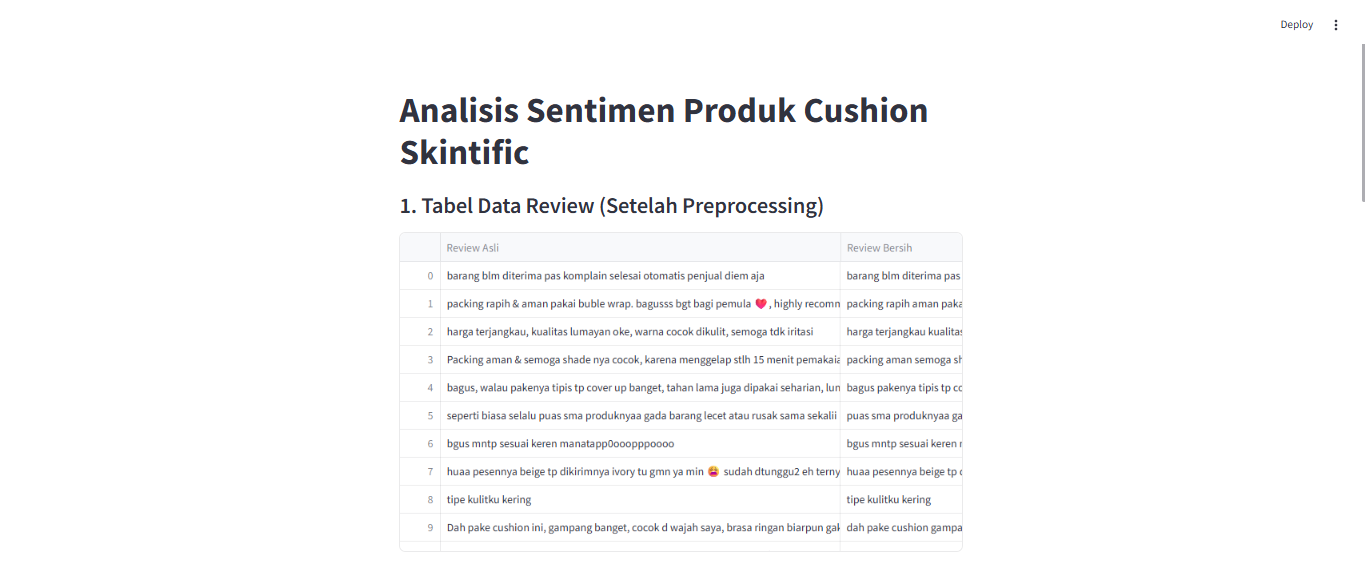 Deploy
Analisis Sentimen Produk Cushion
Skintific
1. Tabel Data Review (Setelah Preprocessing)
Review Asli Review Bersih
0 barang blm diterima pas komplain selesai otomatis penjual diem aja barang blm diterima pas
1 packing rapih & aman pakai buble wrap. bagusss bgt bagi pemula ❤️ , highly recomn packing rapih aman paka
2 harga terjangkau, kualitas lumayan oke, warna cocok dikulit, semoga tdk iritasi harga terjangkau kualitas
3 Packing aman & semoga shade nya cocok, karena menggelap stlh 15 menit pemakaia packing aman semoga sh
4 bagus, walau pakenya tipis tp cover up banget, tahan lama juga dipakai seharian, lun bagus pakenya tipis tp co
5 seperti biasa selalu puas sma produknyaa gada barang lecet atau rusak sama sekalii puas sma produknyaa ga
6 bgus mntp sesuai keren manatapp0ooopppoooo bgus mntp sesuai keren
7 huaa pesennya beige tp dikirimnya ivory tu gmn ya min 😝 sudah dtunggu2 eh terny huaa pesennya beige tp
8 tipe kulitku kering tipe kulitku kering
9 Dah pake cushion ini, gampang banget, cocok d wajah saya, brasa ringan biarpun gak dah pake cushion gampa